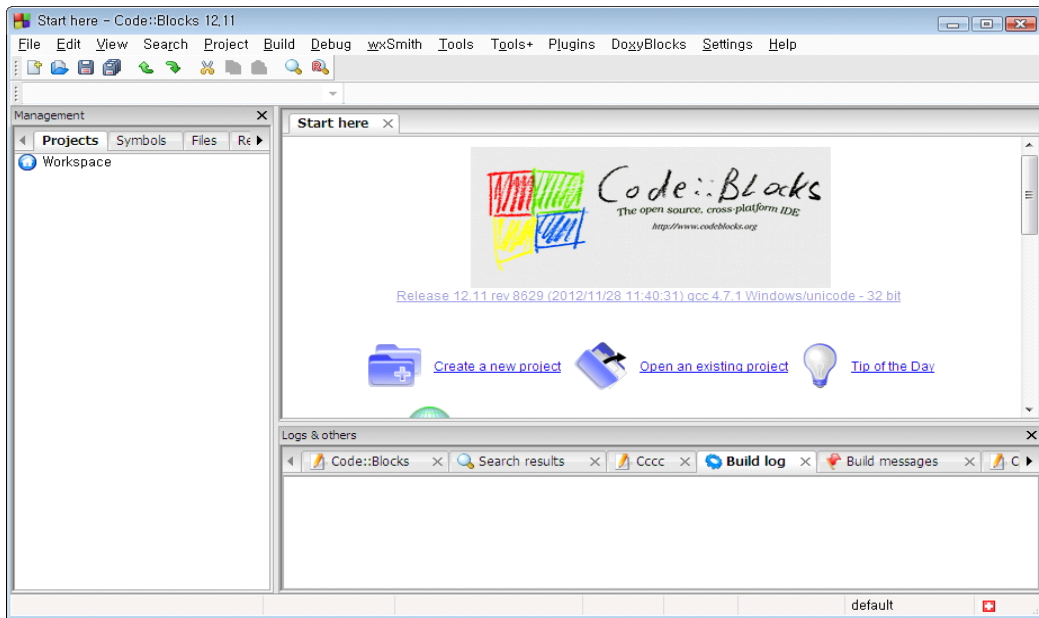 Start here - Code::Blocks 12.11
File Edit View Search Project Build Debug wxSmith Tools Tools+ Plugins DoxyBlocks Settings Help
Management
Start here
Projects Symbols Files Re
Workspace
Code::Blocks
The open source, cross-platform IDE
http://www.codeblocks.org
Release 12.11 rev 8629 (2012/11/28 11:40:31) gcc 4.7.1 Windows/unicode - 32 bit
Create a new project Open an existing project Tip of the Day
Logs & others
Code::Blocks Search results Cccc Build log Build messages C
default